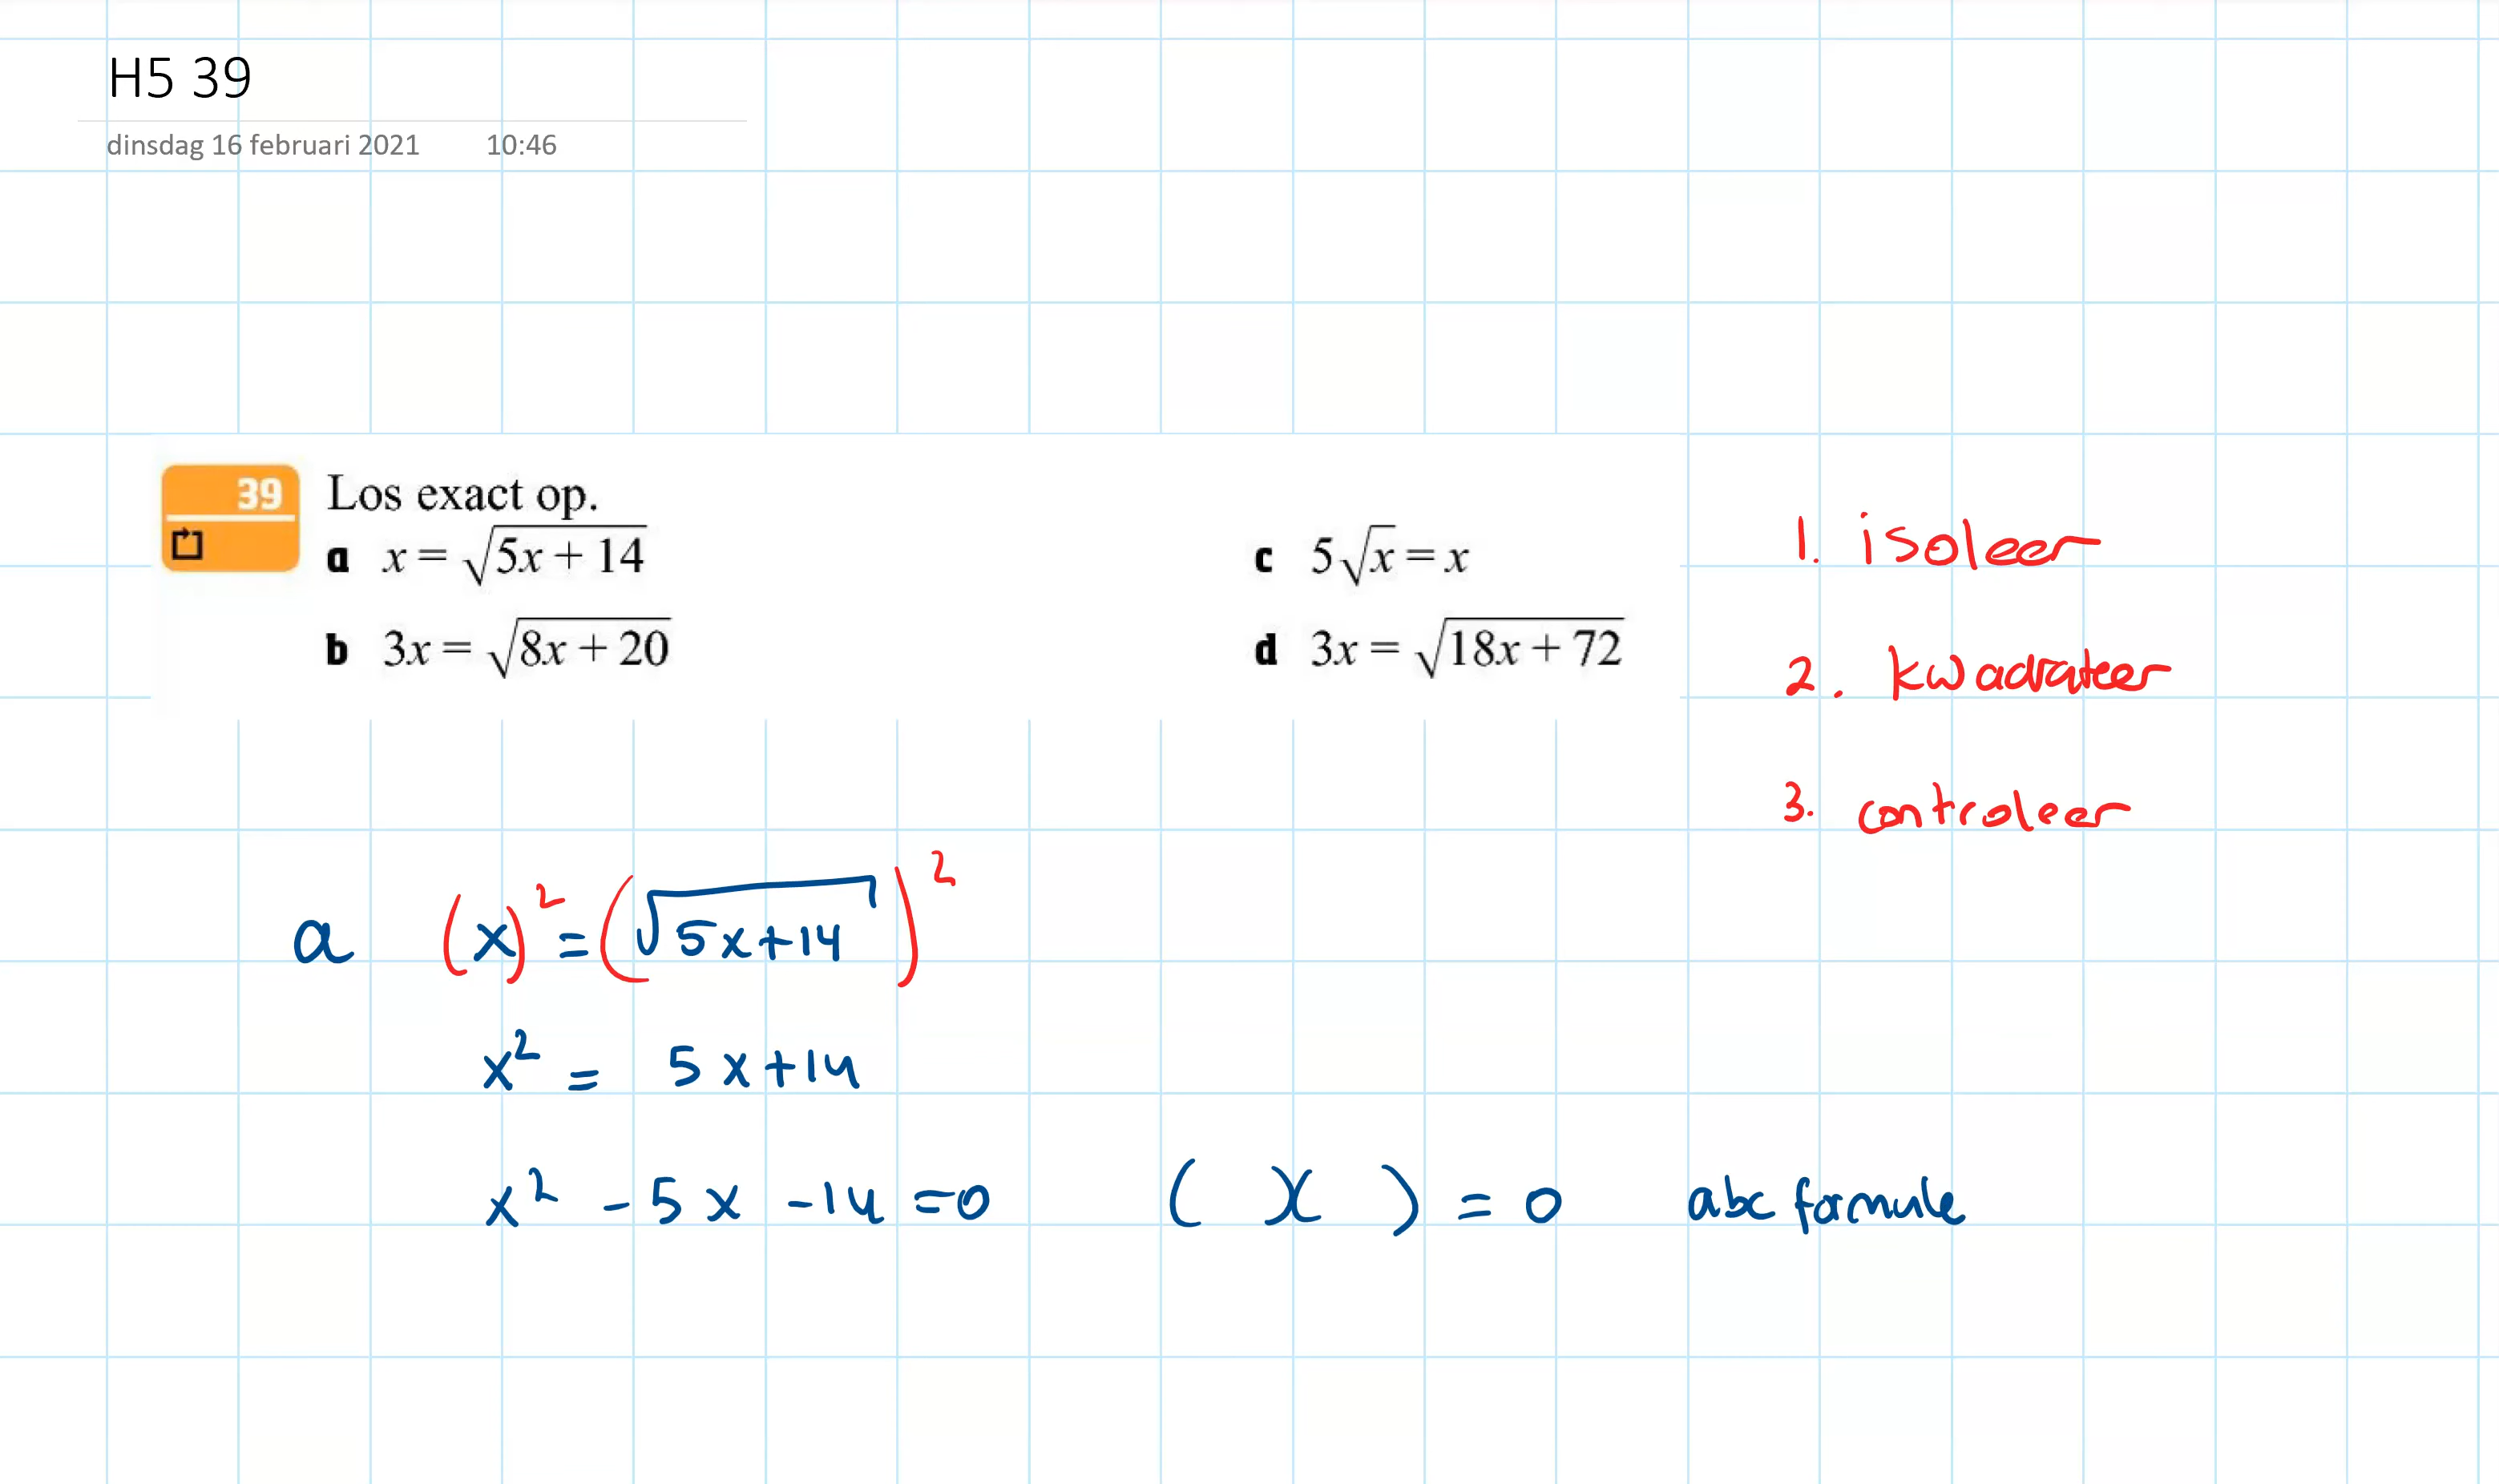 H5 39
dinsdag 16 februari 2021 10:46
39 Los exact op.
a x = √(5x + 14)
c 5√x = x
b 3x = √(8x + 20)
d 3x = √(18x + 72)
1. isoleer
2. kwadrateer
3. controleer
a (x)² = (√(5x+14))²
x² = 5x+14
x² - 5x - 14 = 0 ( )( ) = 0 abc formule